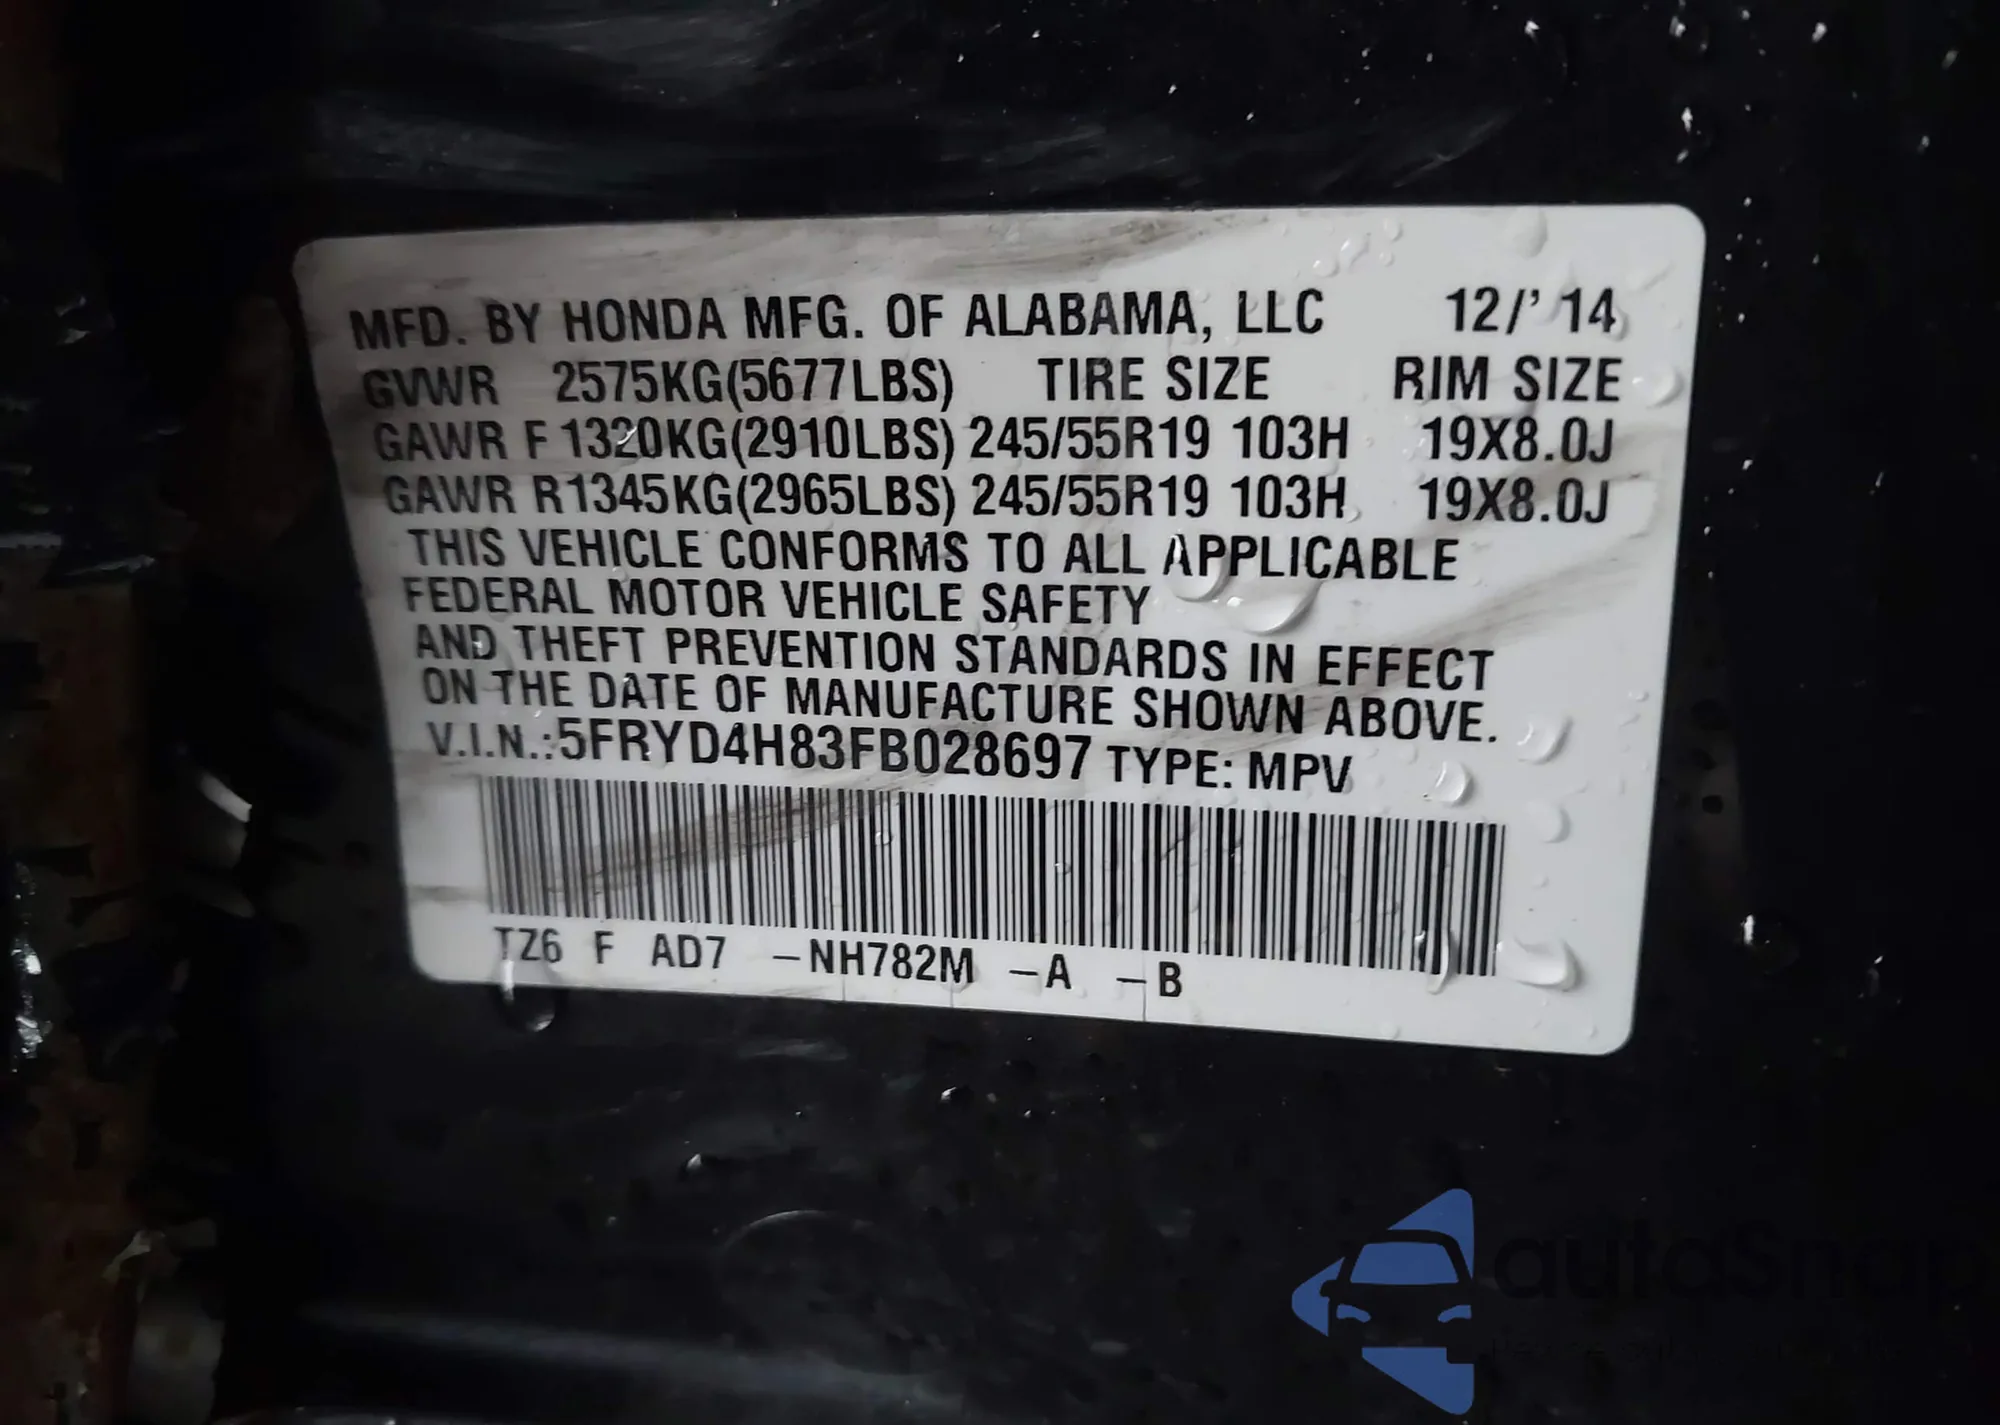 MFD. BY HONDA MFG. OF ALABAMA, LLC 12/' 14
GVWR 2575KG(5677LBS) TIRE SIZE RIM SIZE
GAWR F 1320KG(2910LBS) 245/55R19 103H 19X8.0J
GAWR R1345KG(2965LBS) 245/55R19 103H 19X8.0J
THIS VEHICLE CONFORMS TO ALL APPLICABLE
FEDERAL MOTOR VEHICLE SAFETY
AND THEFT PREVENTION STANDARDS IN EFFECT
ON THE DATE OF MANUFACTURE SHOWN ABOVE.
V.I.N.:5FRYD4H83FB028697 TYPE: MPV
TZ6 F AD7 –NH782M –A –B
autoSnap